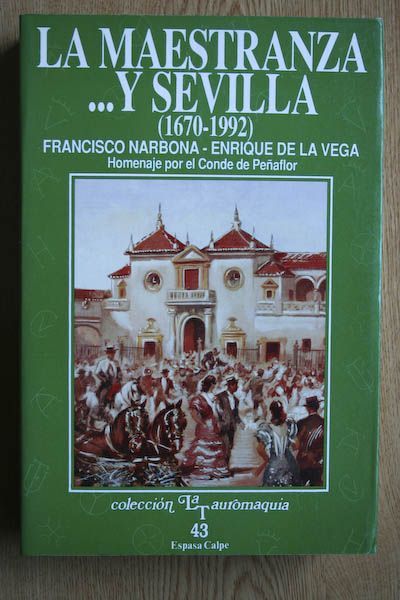 LA MAESTRANZA
...Y SEVILLA
(1670-1992)
FRANCISCO NARBONA - ENRIQUE DE LA VEGA
Homenaje por el Conde de Peñaflor
colección La Tauromaquia
43
Espasa Calpe